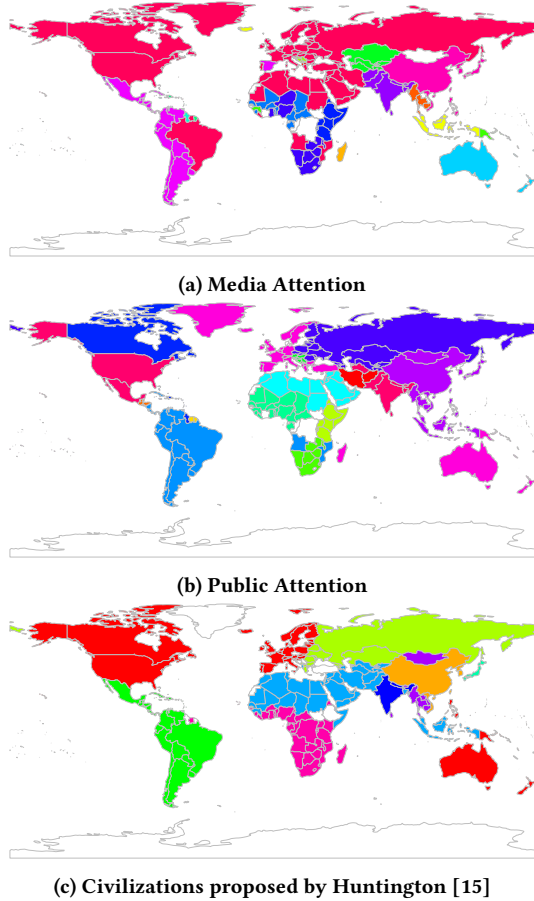 (a) Media Attention
(b) Public Attention
(c) Civilizations proposed by Huntington [15]